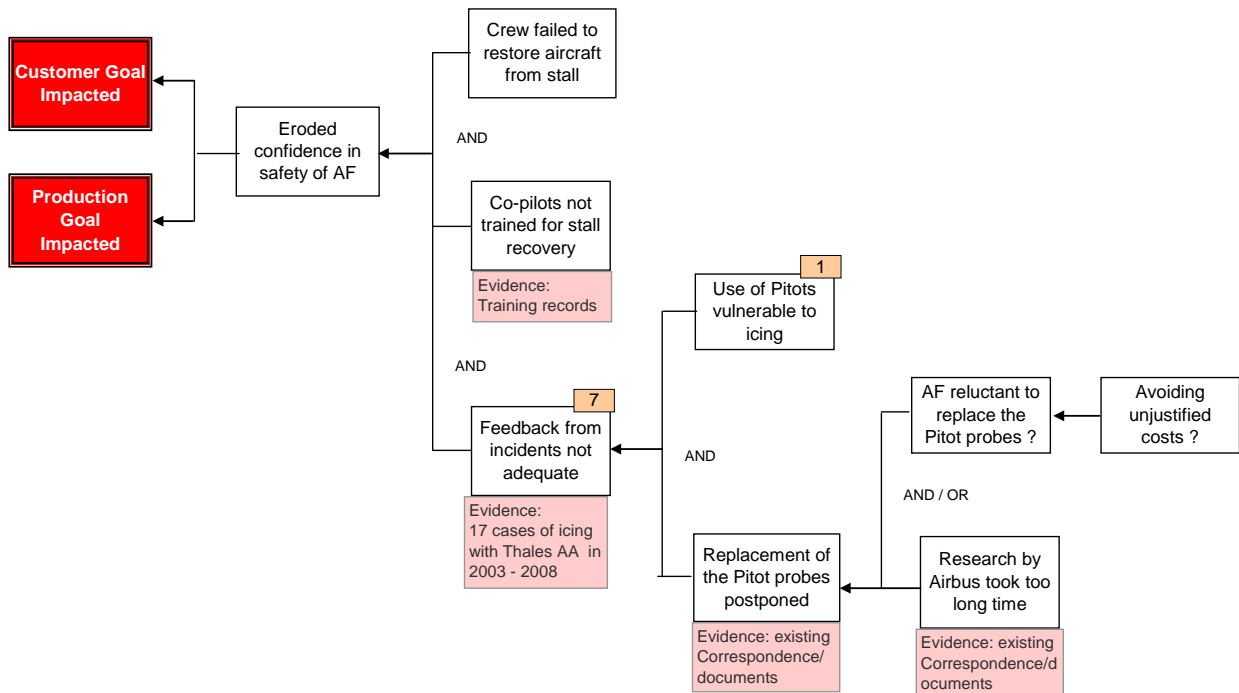 Customer Goal
Impacted
Production
Goal
Impacted
Eroded
confidence in
safety of AF
Crew failed to
restore aircraft
from stall
AND
Co-pilots not
trained for stall
recovery
Evidence:
Training records
AND
7
Feedback from
incidents not
adequate
Evidence:
17 cases of icing
with Thales AA in
2003 - 2008
1
Use of Pitots
vulnerable to
icing
AND
Replacement of
the Pitot probes
postponed
Evidence: existing
Correspondence/
documents
AF reluctant to
replace the
Pitot probes ?
Avoiding
unjustified
costs ?
AND / OR
Research by
Airbus took too
long time
Evidence: existing
Correspondence/d
ocuments